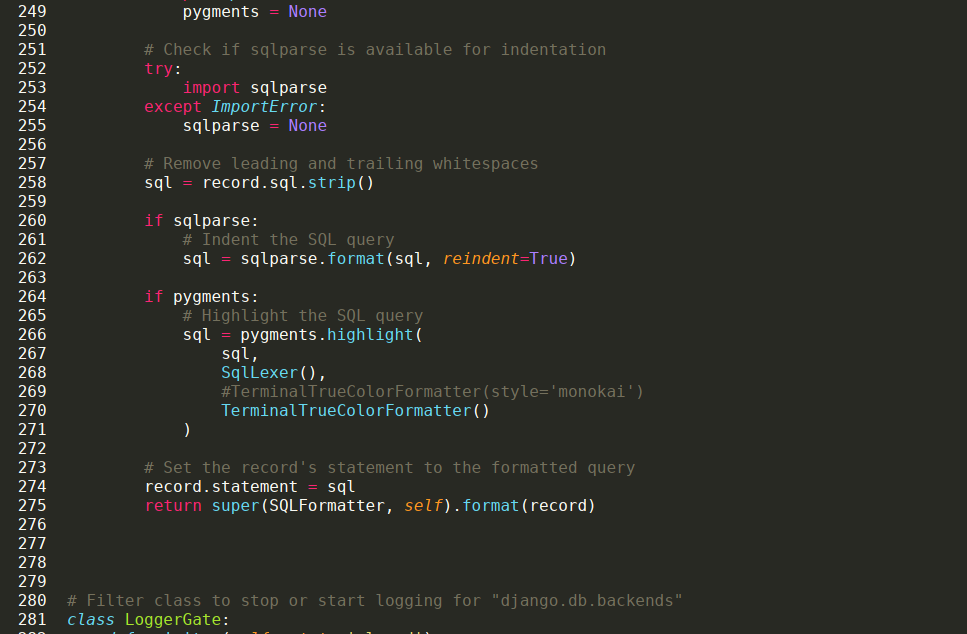 249 pygments = None
250
251 # Check if sqlparse is available for indentation
252 try:
253 import sqlparse
254 except ImportError:
255 sqlparse = None
256
257 # Remove leading and trailing whitespaces
258 sql = record.sql.strip()
259
260 if sqlparse:
261 # Indent the SQL query
262 sql = sqlparse.format(sql, reindent=True)
263
264 if pygments:
265 # Highlight the SQL query
266 sql = pygments.highlight(
267 sql,
268 SqlLexer(),
269 #TerminalTrueColorFormatter(style='monokai')
270 TerminalTrueColorFormatter()
271 )
272
273 # Set the record's statement to the formatted query
274 record.statement = sql
275 return super(SQLFormatter, self).format(record)
276
277
278
279
280 # Filter class to stop or start logging for "django.db.backends"
281 class LoggerGate: